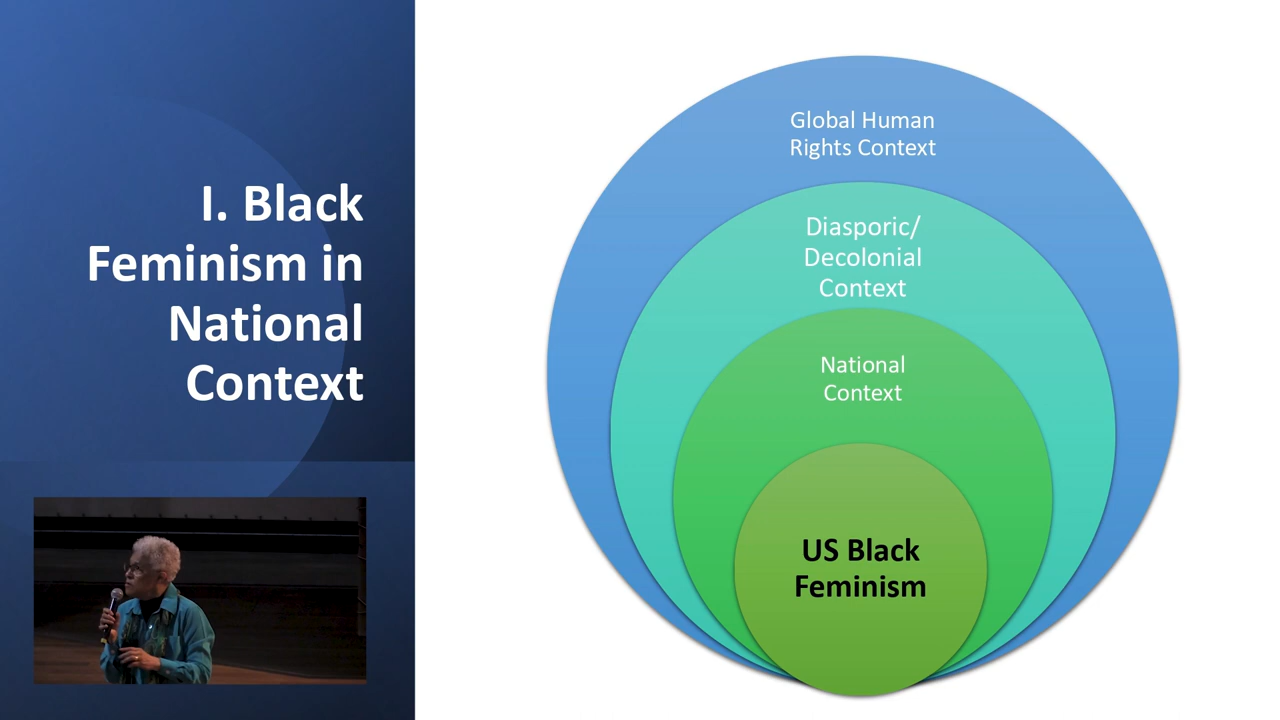 I. Black
Feminism in
National
Context
Global Human
Rights Context
Diasporic/
Decolonial
Context
National
Context
US Black
Feminism